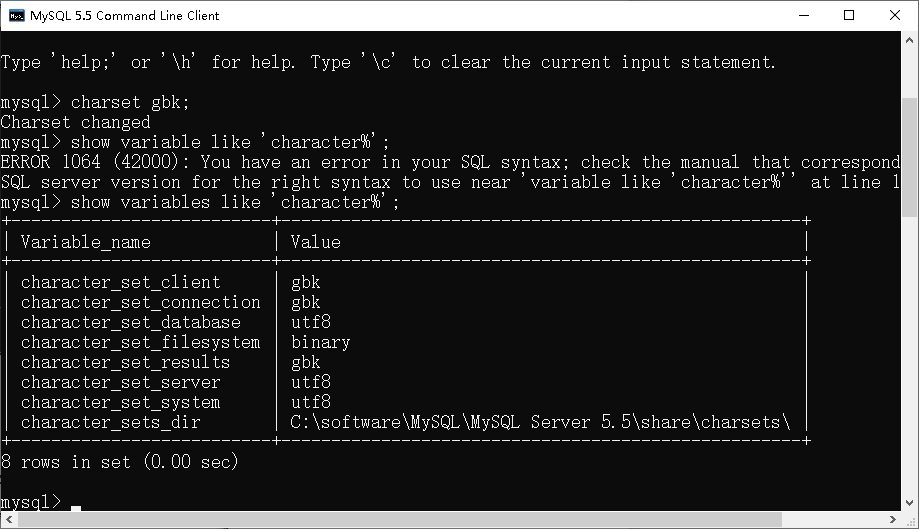 MySQL 5.5 Command Line Client
Type 'help;' or '\h' for help. Type '\c' to clear the current input statement.
mysql> charset gbk;
Charset changed
mysql> show variable like 'character%';
ERROR 1064 (42000): You have an error in your SQL syntax; check the manual that correspond
SQL server version for the right syntax to use near 'variable like 'character%'' at line 1
mysql> show variables like 'character%';
+--------------------------+-----------------------------------------------------+
| Variable_name | Value |
+--------------------------+-----------------------------------------------------+
| character_set_client | gbk |
| character_set_connection | gbk |
| character_set_database | utf8 |
| character_set_filesystem | binary |
| character_set_results | gbk |
| character_set_server | utf8 |
| character_set_system | utf8 |
| character_sets_dir | C:\software\MySQL\MySQL Server 5.5\share\charsets\ |
+--------------------------+-----------------------------------------------------+
8 rows in set (0.00 sec)
mysql>